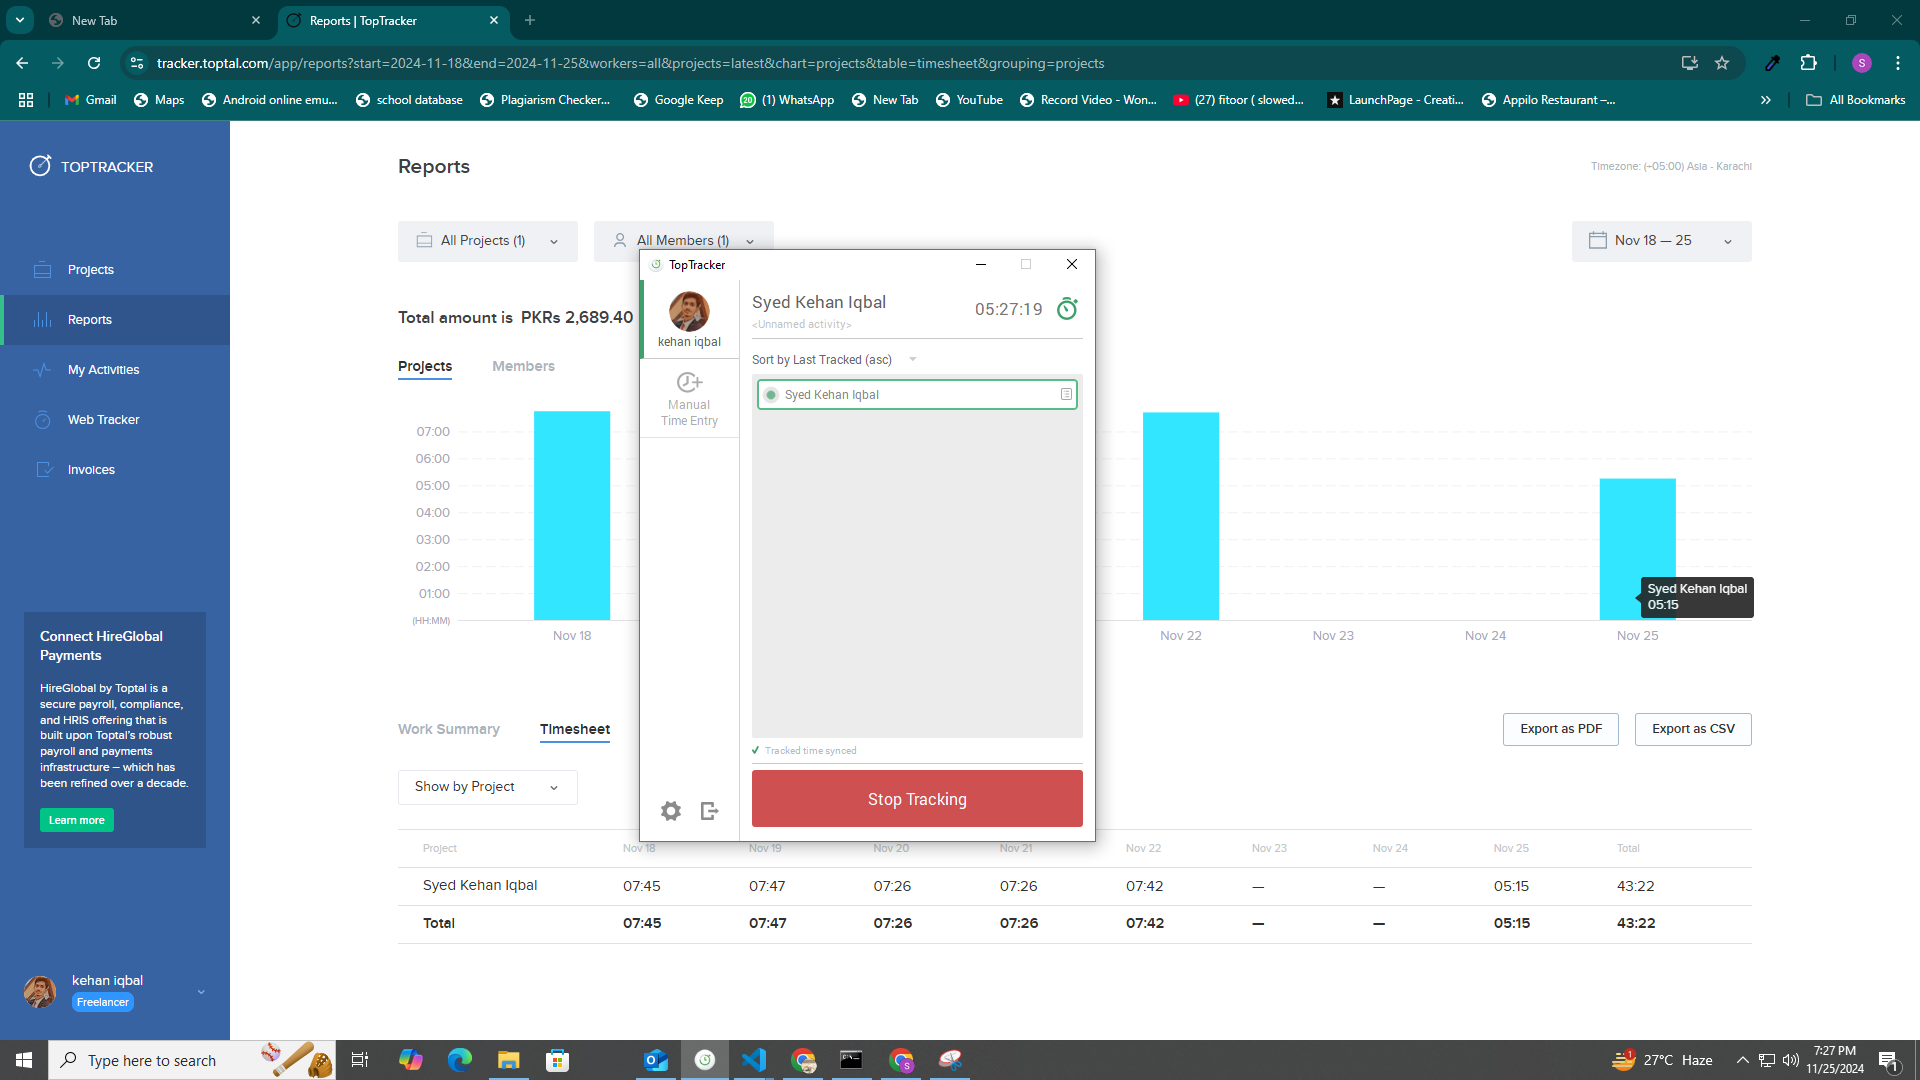 New Tab
Reports | TopTracker
tracker.toptal.com/app/reports?start=2024-11-18&end=2024-11-25&workers=all&projects=latest&chart=projects&table=timesheet&grouping=projects
S
Gmail
Maps
Android online emu...
school database
Plagiarism Checker...
Google Keep
20
(1) WhatsApp
New Tab
YouTube
Record Video - Won...
(27) fitoor ( slowed...
LaunchPage - Creati...
Appilo Restaurant –...
»
All Bookmarks
TOPTRACKER
Projects
Reports
My Activities
Web Tracker
Invoices
Connect HireGlobal
Payments
HireGlobal by Toptal is a
secure payroll, compliance,
and HRIS offering that is
built upon Toptal's robust
payroll and payments
infrastructure – which has
been refined over a decade.
Learn more
kehan iqbal
Freelancer
Reports
Timezone: (+05:00) Asia - Karachi
All Projects (1)
All Members (1)
Nov 18 — 25
Total amount is PKRs 2,689.40
Projects
Members
07:00
06:00
05:00
04:00
03:00
02:00
01:00
(HH:MM)
Nov 18
Nov 22
Nov 23
Nov 24
Nov 25
Syed Kehan Iqbal
05:15
TopTracker
kehan iqbal
Manual
Time Entry
Syed Kehan Iqbal
<Unnamed activity>
05:27:19
Sort by Last Tracked (asc)
Syed Kehan Iqbal
Tracked time synced
Stop Tracking
Work Summary
Timesheet
Export as PDF
Export as CSV
Show by Project
Project Nov 18 Nov 19 Nov 20 Nov 21 Nov 22 Nov 23 Nov 24 Nov 25 Total
Syed Kehan Iqbal 07:45 07:47 07:26 07:26 07:42 — — 05:15 43:22
Total 07:45 07:47 07:26 07:26 07:42 — — 05:15 43:22
Type here to search
S
1
27°C Haze
7:27 PM
11/25/2024
1